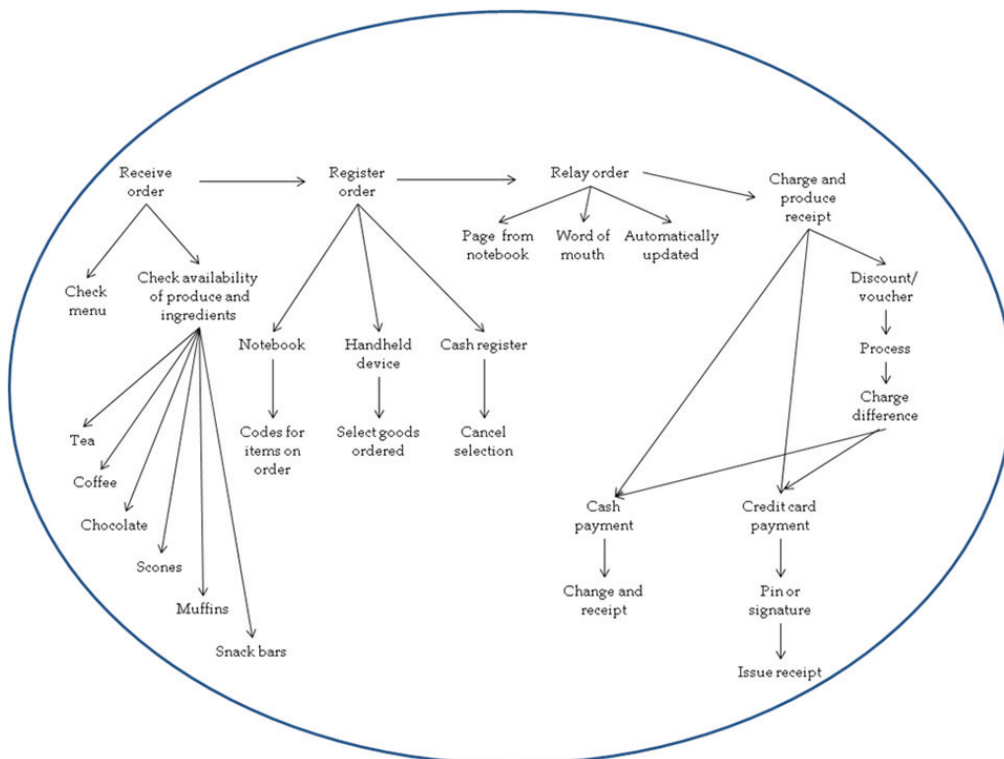 Receive
order
Register
order
Relay order
Charge and
produce
receipt
Page from
notebook
Word of
mouth
Automatically
updated
Check
menu
Check availability
of produce and
ingredients
Discount/
voucher
Notebook
Handheld
device
Cash register
Process
Charge
difference
Tea
Coffee
Chocolate
Scones
Muffins
Snack bars
Codes for
items on
order
Select goods
ordered
Cancel
selection
Cash
payment
Credit card
payment
Change and
receipt
Pin or
signature
Issue receipt